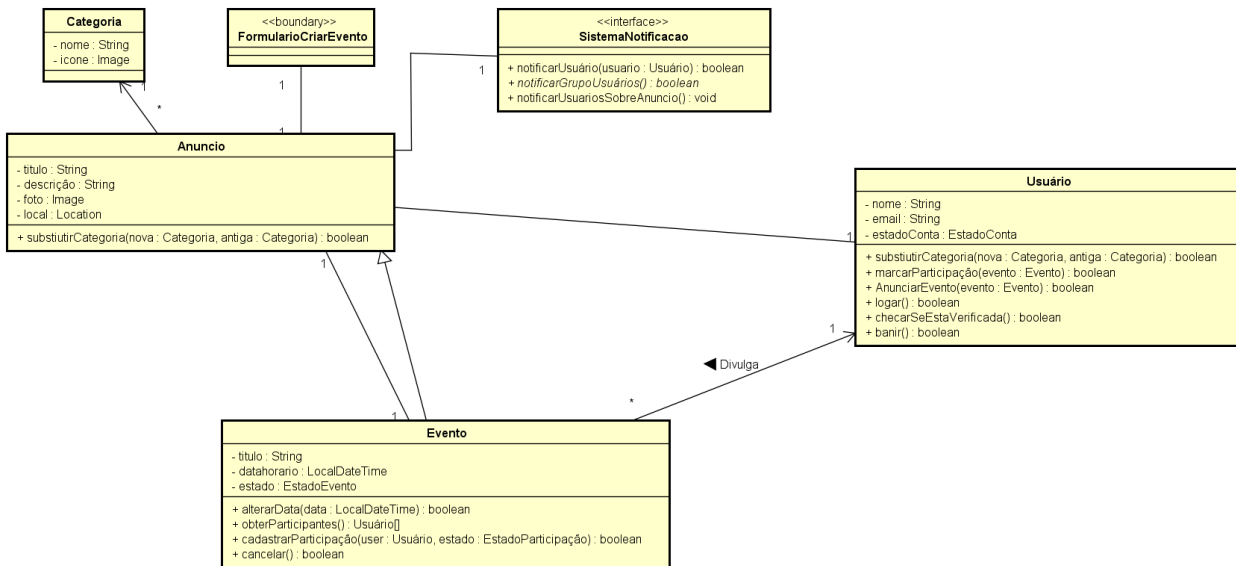 Categoria
- nome : String
- icone : Image
<<boundary>>
FormularioCriarEvento
<<interface>>
SistemaNotificacao
+ notificarUsuário(usuario : Usuário) : boolean
+ notificarGrupoUsuários() : boolean
+ notificarUsuariosSobreAnuncio() : void
1
*
1
1
1
Anuncio
- titulo : String
- descrição : String
- foto : Image
- local : Location
+ substiutirCategoria(nova : Categoria, antiga : Categoria) : boolean
Usuário
- nome : String
- email : String
- estadoConta : EstadoConta
+ substiutirCategoria(nova : Categoria, antiga : Categoria) : boolean
+ marcarParticipação(evento : Evento) : boolean
+ AnunciarEvento(evento : Evento) : boolean
+ logar() : boolean
+ checarSeEstaVerificada() : boolean
+ banir() : boolean
1
1
1
Divulga
*
1
Evento
- titulo : String
- datahorario : LocalDateTime
- estado : EstadoEvento
+ alterarData(data : LocalDateTime) : boolean
+ obterParticipantes() : Usuário[]
+ cadastrarParticipação(user : Usuário, estado : EstadoParticipação) : boolean
+ cancelar() : boolean